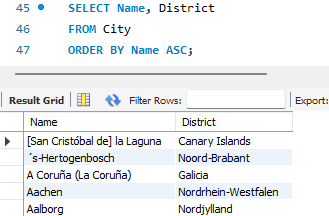 45 SELECT Name, District
46 FROM City
47 ORDER BY Name ASC;
Result Grid Filter Rows: Export:
Name District
[San Cristóbal de] la Laguna Canary Islands
´s-Hertogenbosch Noord-Brabant
A Coruña (La Coruña) Galicia
Aachen Nordrhein-Westfalen
Aalborg Nordjylland